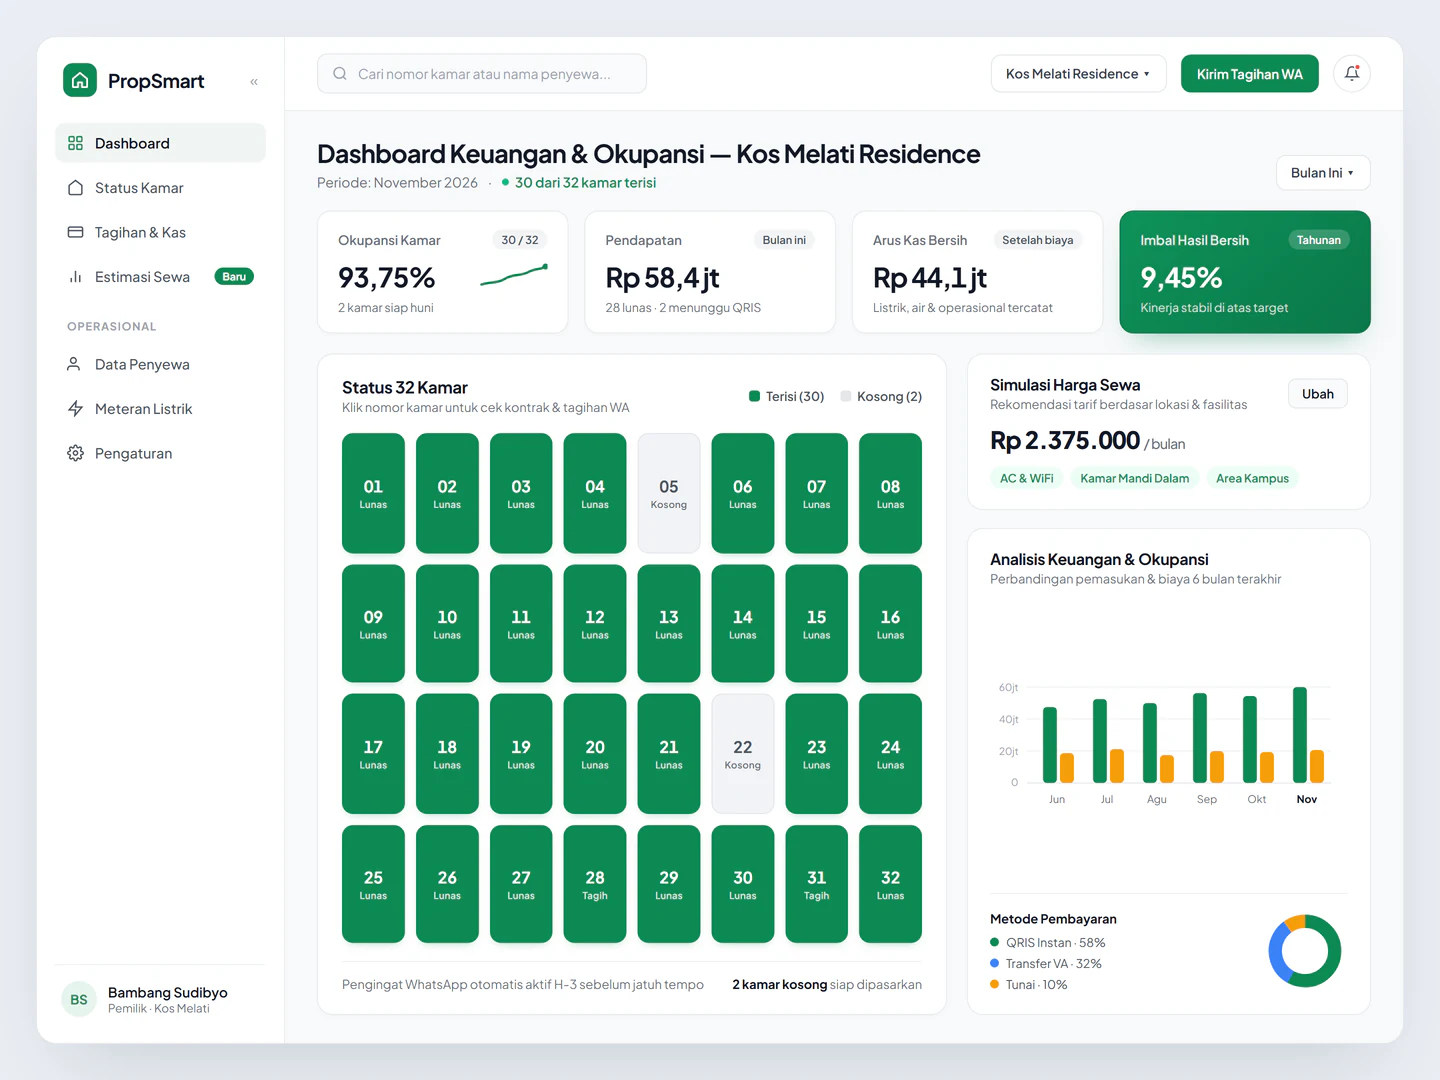 PropSmart
«
Dashboard
Status Kamar
Tagihan & Kas
Estimasi Sewa
Baru
OPERASIONAL
Data Penyewa
Meteran Listrik
Pengaturan
BS
Bambang Sudibyo
Pemilik · Kos Melati
Cari nomor kamar atau nama penyewa...
Kos Melati Residence ▾
Kirim Tagihan WA
Dashboard Keuangan & Okupansi — Kos Melati Residence
Periode: November 2026 · 30 dari 32 kamar terisi
Bulan Ini ▾
Okupansi Kamar
30 / 32
93,75%
2 kamar siap huni
Pendapatan
Bulan ini
Rp 58,4 jt
28 lunas · 2 menunggu QRIS
Arus Kas Bersih
Setelah biaya
Rp 44,1 jt
Listrik, air & operasional tercatat
Imbal Hasil Bersih
Tahunan
9,45%
Kinerja stabil di atas target
Status 32 Kamar
Klik nomor kamar untuk cek kontrak & tagihan WA
Terisi (30)
Kosong (2)
01 02 03 04 05 06 07 08
Lunas Lunas Lunas Lunas Kosong Lunas Lunas Lunas
09 10 11 12 13 14 15 16
Lunas Lunas Lunas Lunas Lunas Lunas Lunas Lunas
17 18 19 20 21 22 23 24
Lunas Lunas Lunas Lunas Lunas Kosong Lunas Lunas
25 26 27 28 29 30 31 32
Lunas Lunas Lunas Tagih Lunas Lunas Tagih Lunas
Pengingat WhatsApp otomatis aktif H-3 sebelum jatuh tempo
2 kamar kosong siap dipasarkan
Simulasi Harga Sewa
Rekomendasi tarif berdasar lokasi & fasilitas
Ubah
Rp 2.375.000 / bulan
AC & WiFi
Kamar Mandi Dalam
Area Kampus
Analisis Keuangan & Okupansi
Perbandingan pemasukan & biaya 6 bulan terakhir
60jt
40jt
20jt
0
Jun Jul Agu Sep Okt Nov
Metode Pembayaran
QRIS Instan · 58%
Transfer VA · 32%
Tunai · 10%